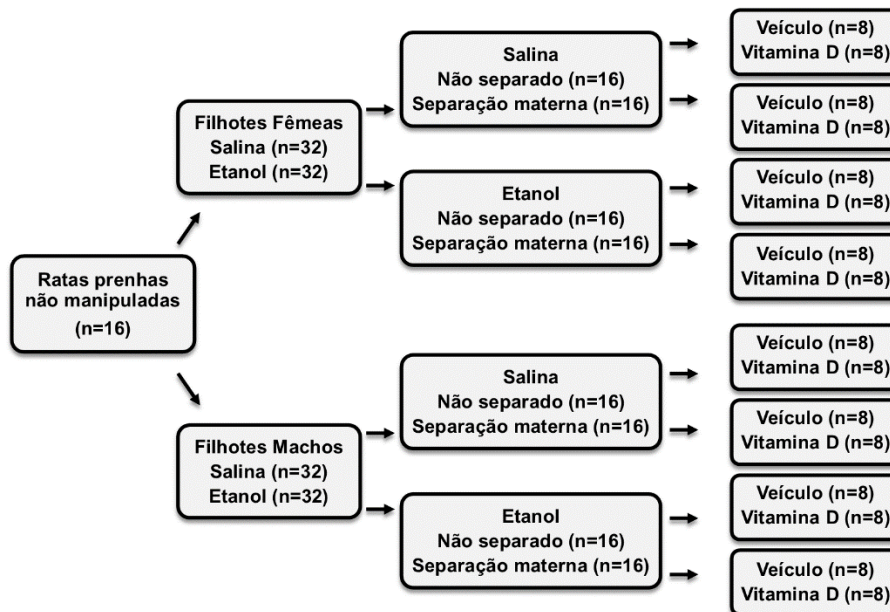 Ratas prenhas
não manipuladas
(n=16)
Filhotes Fêmeas
Salina (n=32)
Etanol (n=32)
Salina
Não separado (n=16)
Separação materna (n=16)
Veículo (n=8)
Vitamina D (n=8)
Veículo (n=8)
Vitamina D (n=8)
Etanol
Não separado (n=16)
Separação materna (n=16)
Veículo (n=8)
Vitamina D (n=8)
Veículo (n=8)
Vitamina D (n=8)
Filhotes Machos
Salina (n=32)
Etanol (n=32)
Salina
Não separado (n=16)
Separação materna (n=16)
Veículo (n=8)
Vitamina D (n=8)
Veículo (n=8)
Vitamina D (n=8)
Etanol
Não separado (n=16)
Separação materna (n=16)
Veículo (n=8)
Vitamina D (n=8)
Veículo (n=8)
Vitamina D (n=8)